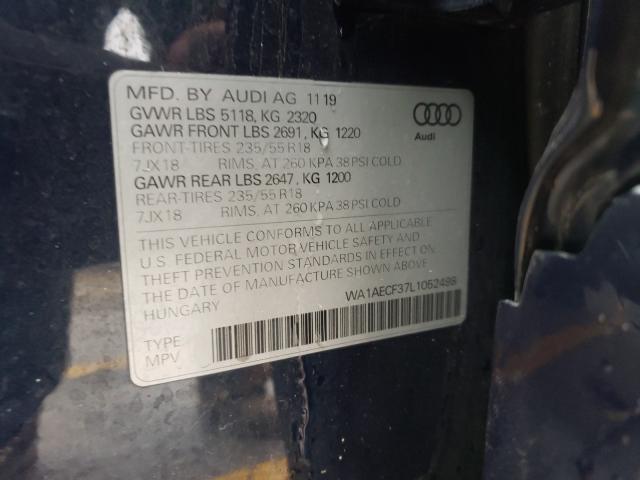 MFD. BY AUDI AG 11 19
GVWR LBS 5118, KG 2320
GAWR FRONT LBS 2691, KG 1220
FRONT-TIRES 235/55 R18
7JX18 RIMS, AT 260 KPA 38 PSI COLD
GAWR REAR LBS 2647, KG 1200
REAR-TIRES 235/55 R18
7JX18 RIMS, AT 260 KPA 38 PSI COLD
Audi
THIS VEHICLE CONFORMS TO ALL APPLICABLE
U.S. FEDERAL MOTOR VEHICLE SAFETY AND
THEFT PREVENTION STANDARDS IN EFFECT ON
THE DATE OF MANUFACTURE SHOWN ABOVE
HUNGARY
WA1AECF37L1062498
TYPE:
MPV